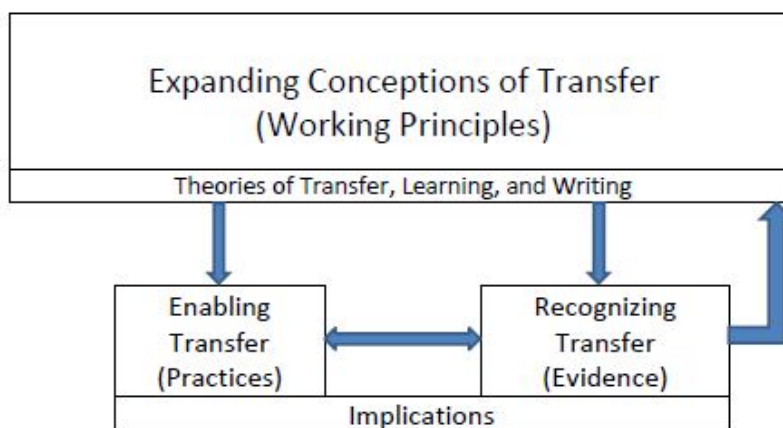 Expanding Conceptions of Transfer
(Working Principles)
Theories of Transfer, Learning, and Writing
Enabling
Transfer
(Practices)
Recognizing
Transfer
(Evidence)
Implications